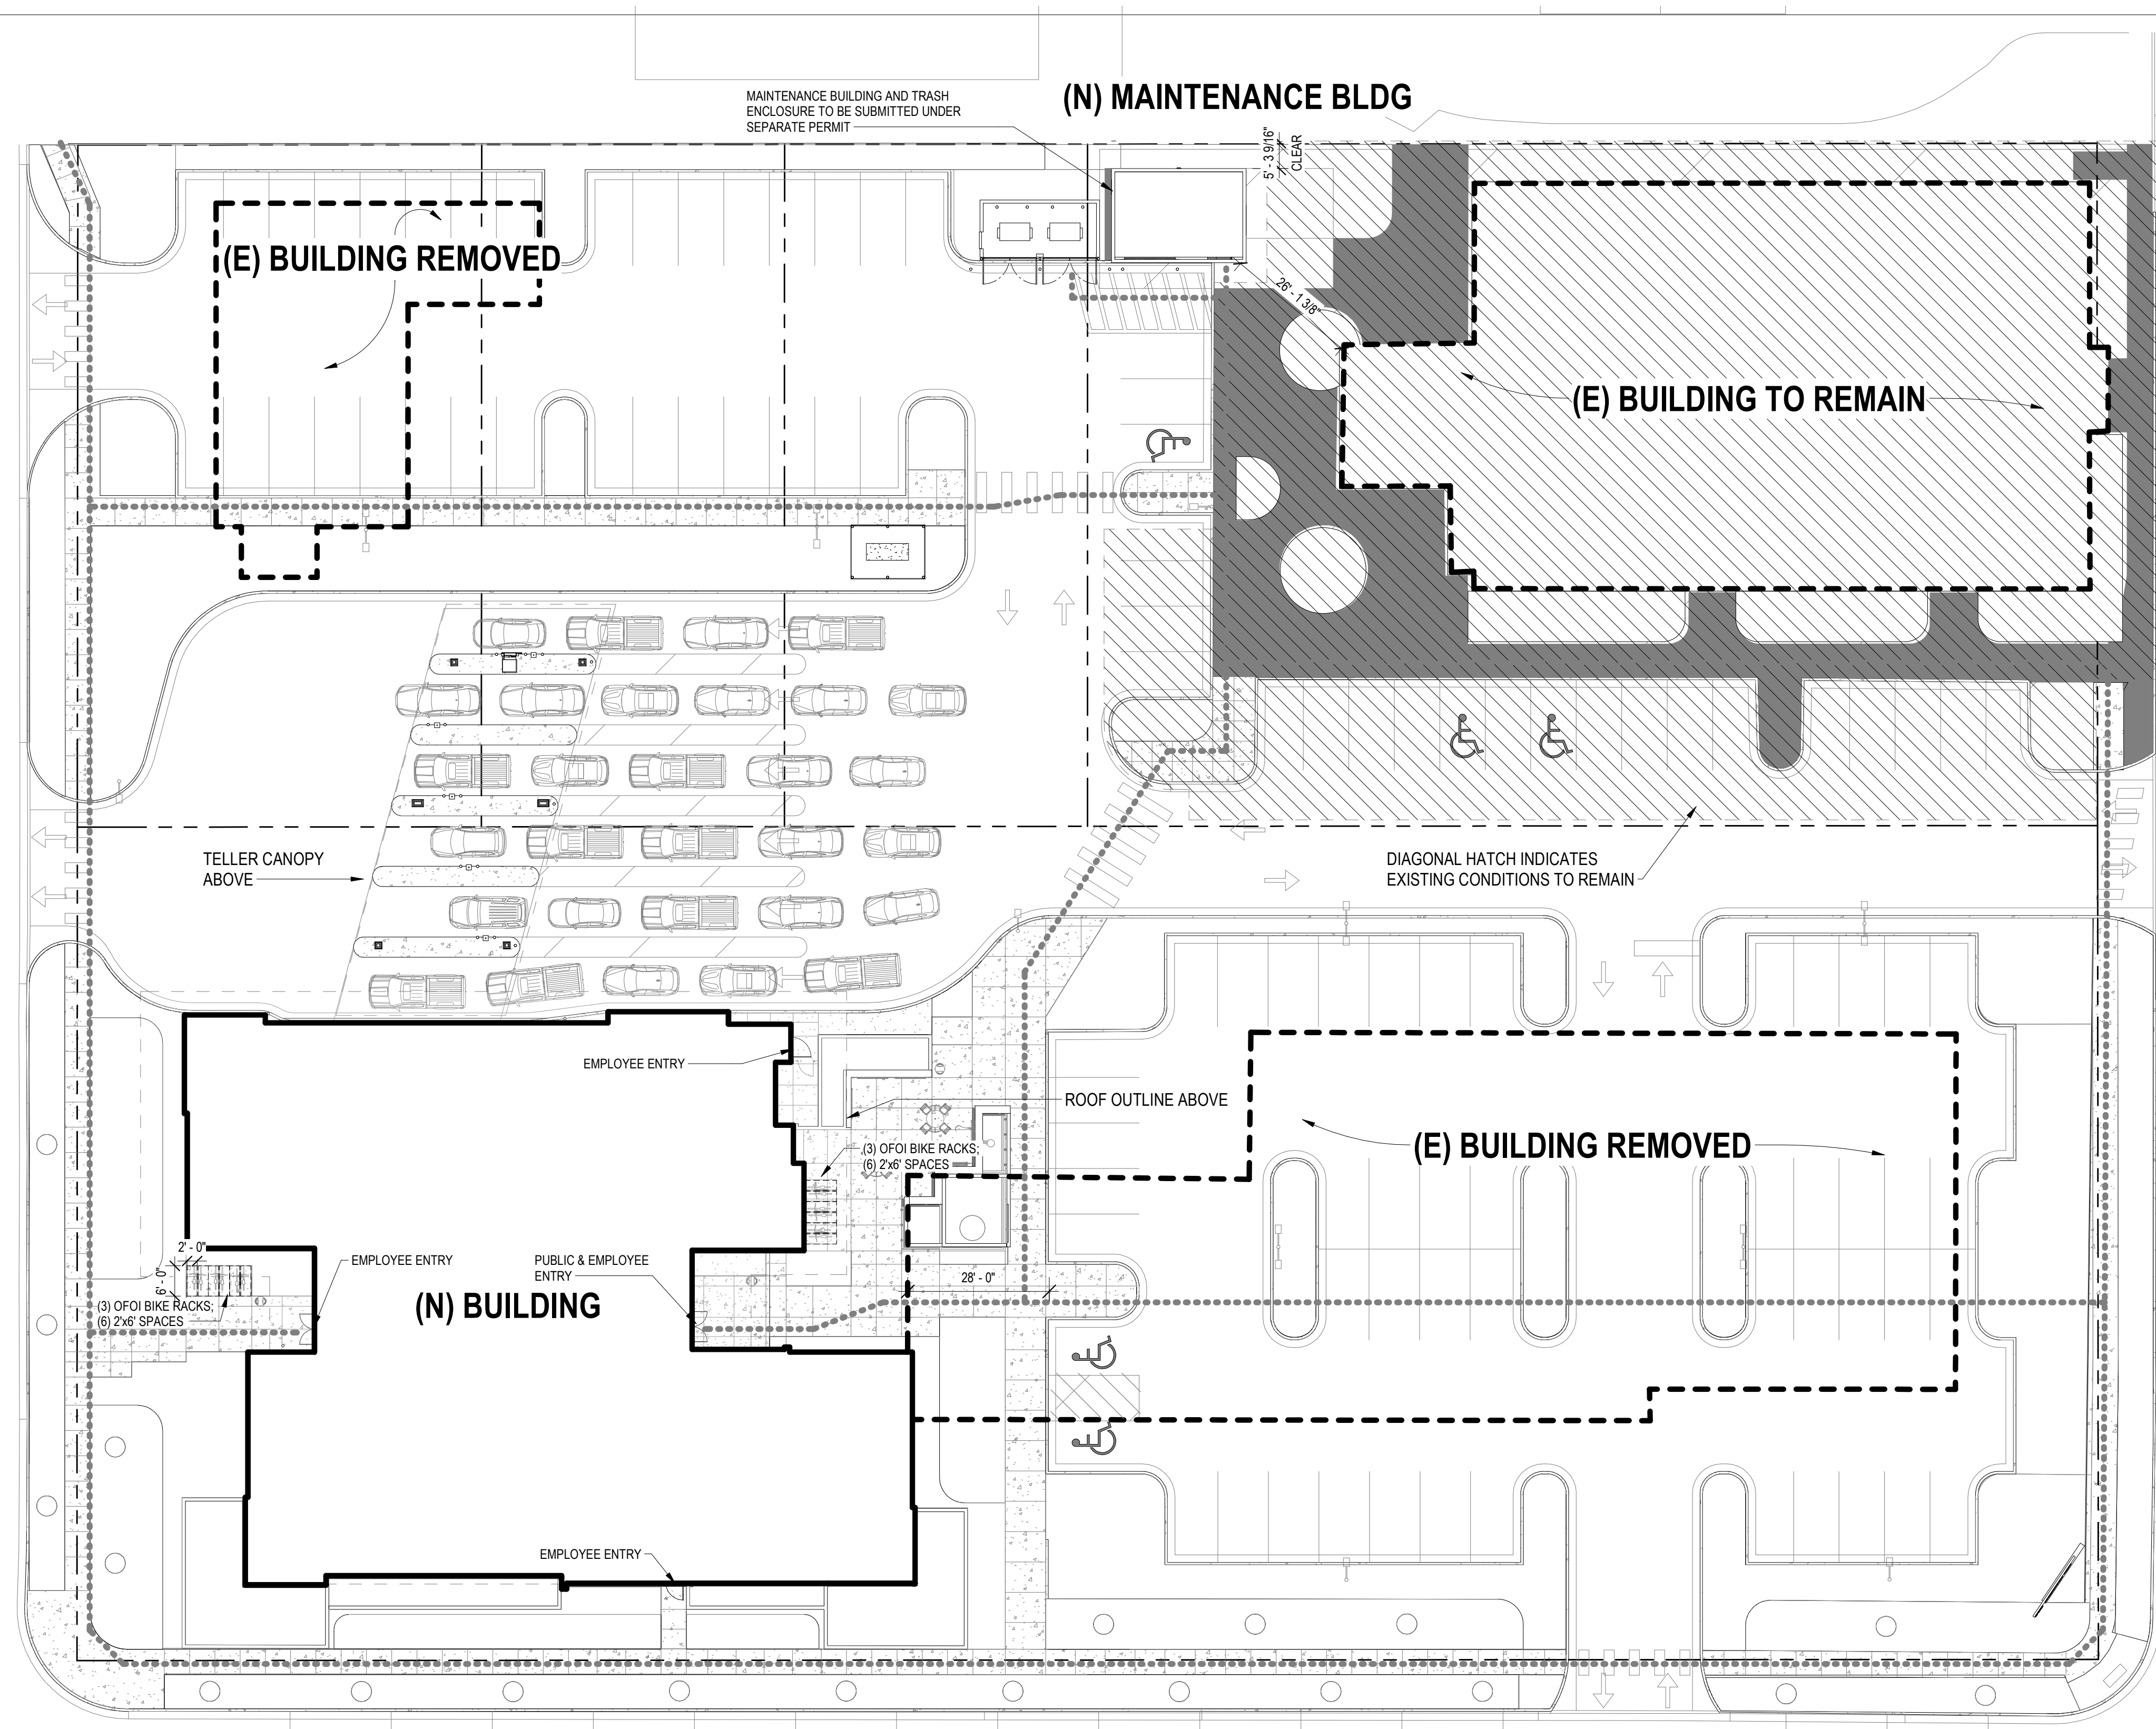 (N) MAINTENANCE BLDG
MAINTENANCE BUILDING AND TRASH
ENCLOSURE TO BE SUBMITTED UNDER
SEPARATE PERMIT
5' - 3 9/16"
CLEAR
(E) BUILDING REMOVED
26' - 1 3/8"
(E) BUILDING TO REMAIN
TELLER CANOPY
ABOVE
DIAGONAL HATCH INDICATES
EXISTING CONDITIONS TO REMAIN
EMPLOYEE ENTRY
ROOF OUTLINE ABOVE
(3) OFOI BIKE RACKS;
(6) 2'x6' SPACES
(E) BUILDING REMOVED
2' - 0"
6' - 0"
EMPLOYEE ENTRY
PUBLIC & EMPLOYEE
ENTRY
28' - 0"
(3) OFOI BIKE RACKS;
(6) 2'x6' SPACES
(N) BUILDING
EMPLOYEE ENTRY